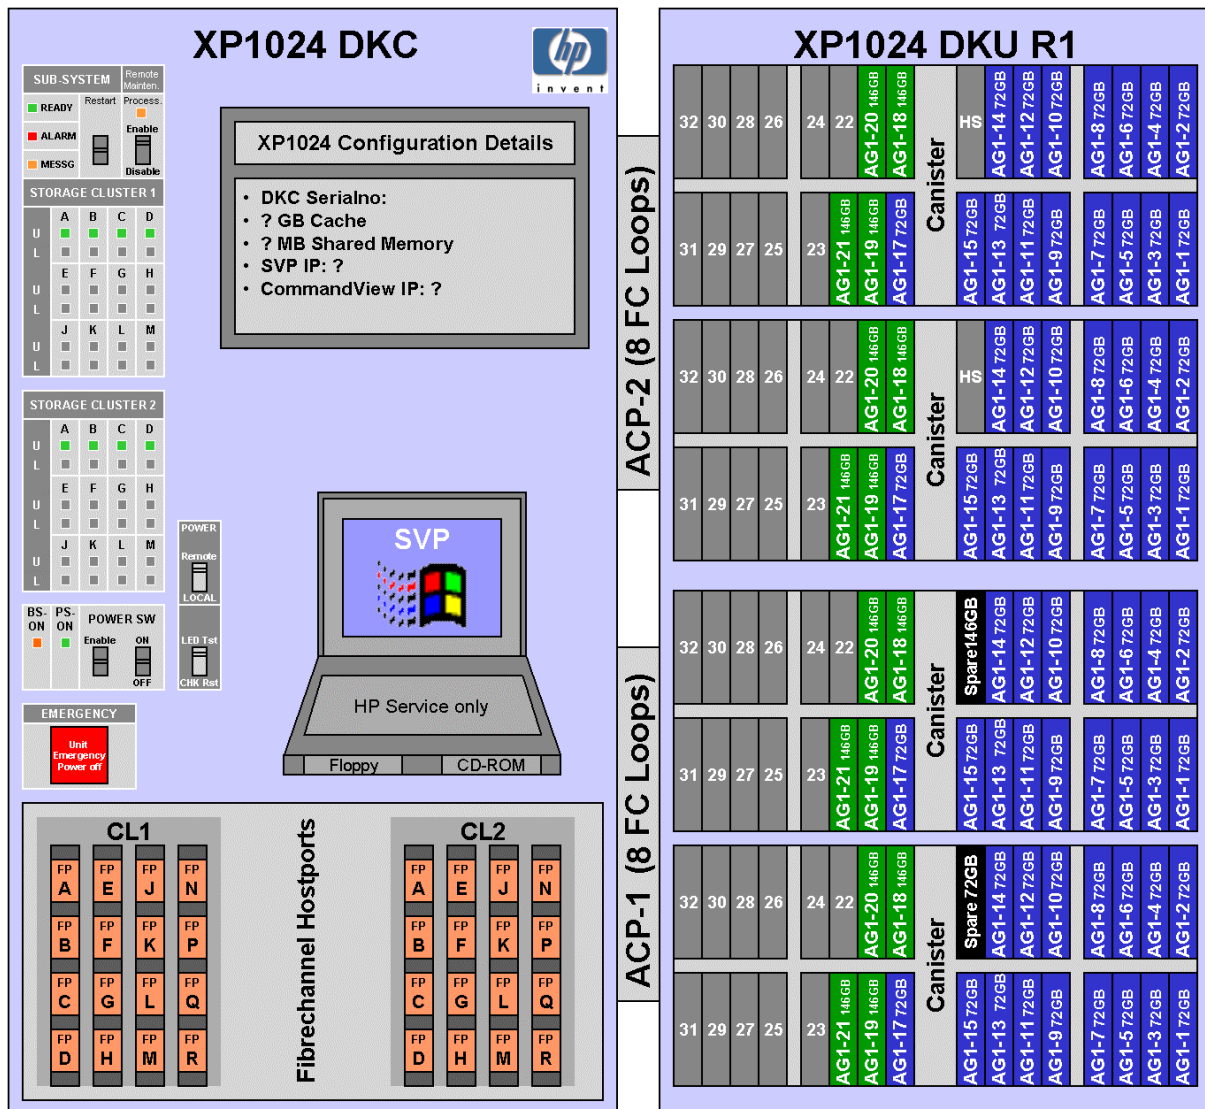 XP1024 DKC
hp
invent
SUB-SYSTEM
Remote
Mainten.
READY
ALARM
MESSG
Restart
Process.
Enable
Disable
STORAGE CLUSTER 1
A B C D
U
L
E F G H
U
L
J K L M
U
L
STORAGE CLUSTER 2
A B C D
U
L
E F G H
U
L
J K L M
U
L
BS-ON
PS-ON
POWER SW
Enable
ON
OFF
POWER
Remote
LOCAL
LED Tst
CHK Rst
EMERGENCY
Unit
Emergency
Power off
XP1024 Configuration Details
• DKC Serialno:
• ? GB Cache
• ? MB Shared Memory
• SVP IP: ?
• CommandView IP: ?
SVP
HP Service only
Floppy
CD-ROM
CL1
FP A FP E FP J FP N
FP B FP F FP K FP P
FP C FP G FP L FP Q
FP D FP H FP M FP R
Fibrechannel Hostports
CL2
FP A FP E FP J FP N
FP B FP F FP K FP P
FP C FP G FP L FP Q
FP D FP H FP M FP R
ACP-2 (8 FC Loops)
ACP-1 (8 FC Loops)
XP1024 DKU R1
32 30 28 26 24 22 AG1-20 146GB AG1-18 146GB
Canister
HS AG1-14 72GB AG1-12 72GB AG1-10 72GB AG1-8 72GB AG1-6 72GB AG1-4 72GB AG1-2 72GB
31 29 27 25 23 AG1-21 146GB AG1-19 146GB AG1-17 72GB
AG1-15 72GB AG1-13 72GB AG1-11 72GB AG1-9 72GB AG1-7 72GB AG1-5 72GB AG1-3 72GB AG1-1 72GB
32 30 28 26 24 22 AG1-20 146GB AG1-18 146GB
Canister
HS AG1-14 72GB AG1-12 72GB AG1-10 72GB AG1-8 72GB AG1-6 72GB AG1-4 72GB AG1-2 72GB
31 29 27 25 23 AG1-21 146GB AG1-19 146GB AG1-17 72GB
AG1-15 72GB AG1-13 72GB AG1-11 72GB AG1-9 72GB AG1-7 72GB AG1-5 72GB AG1-3 72GB AG1-1 72GB
32 30 28 26 24 22 AG1-20 146GB AG1-18 146GB
Canister
Spare146GB AG1-14 72GB AG1-12 72GB AG1-10 72GB AG1-8 72GB AG1-6 72GB AG1-4 72GB AG1-2 72GB
31 29 27 25 23 AG1-21 146GB AG1-19 146GB AG1-17 72GB
AG1-15 72GB AG1-13 72GB AG1-11 72GB AG1-9 72GB AG1-7 72GB AG1-5 72GB AG1-3 72GB AG1-1 72GB
32 30 28 26 24 22 AG1-20 146GB AG1-18 146GB
Canister
Spare 72GB AG1-14 72GB AG1-12 72GB AG1-10 72GB AG1-8 72GB AG1-6 72GB AG1-4 72GB AG1-2 72GB
31 29 27 25 23 AG1-21 146GB AG1-19 146GB AG1-17 72GB
AG1-15 72GB AG1-13 72GB AG1-11 72GB AG1-9 72GB AG1-7 72GB AG1-5 72GB AG1-3 72GB AG1-1 72GB